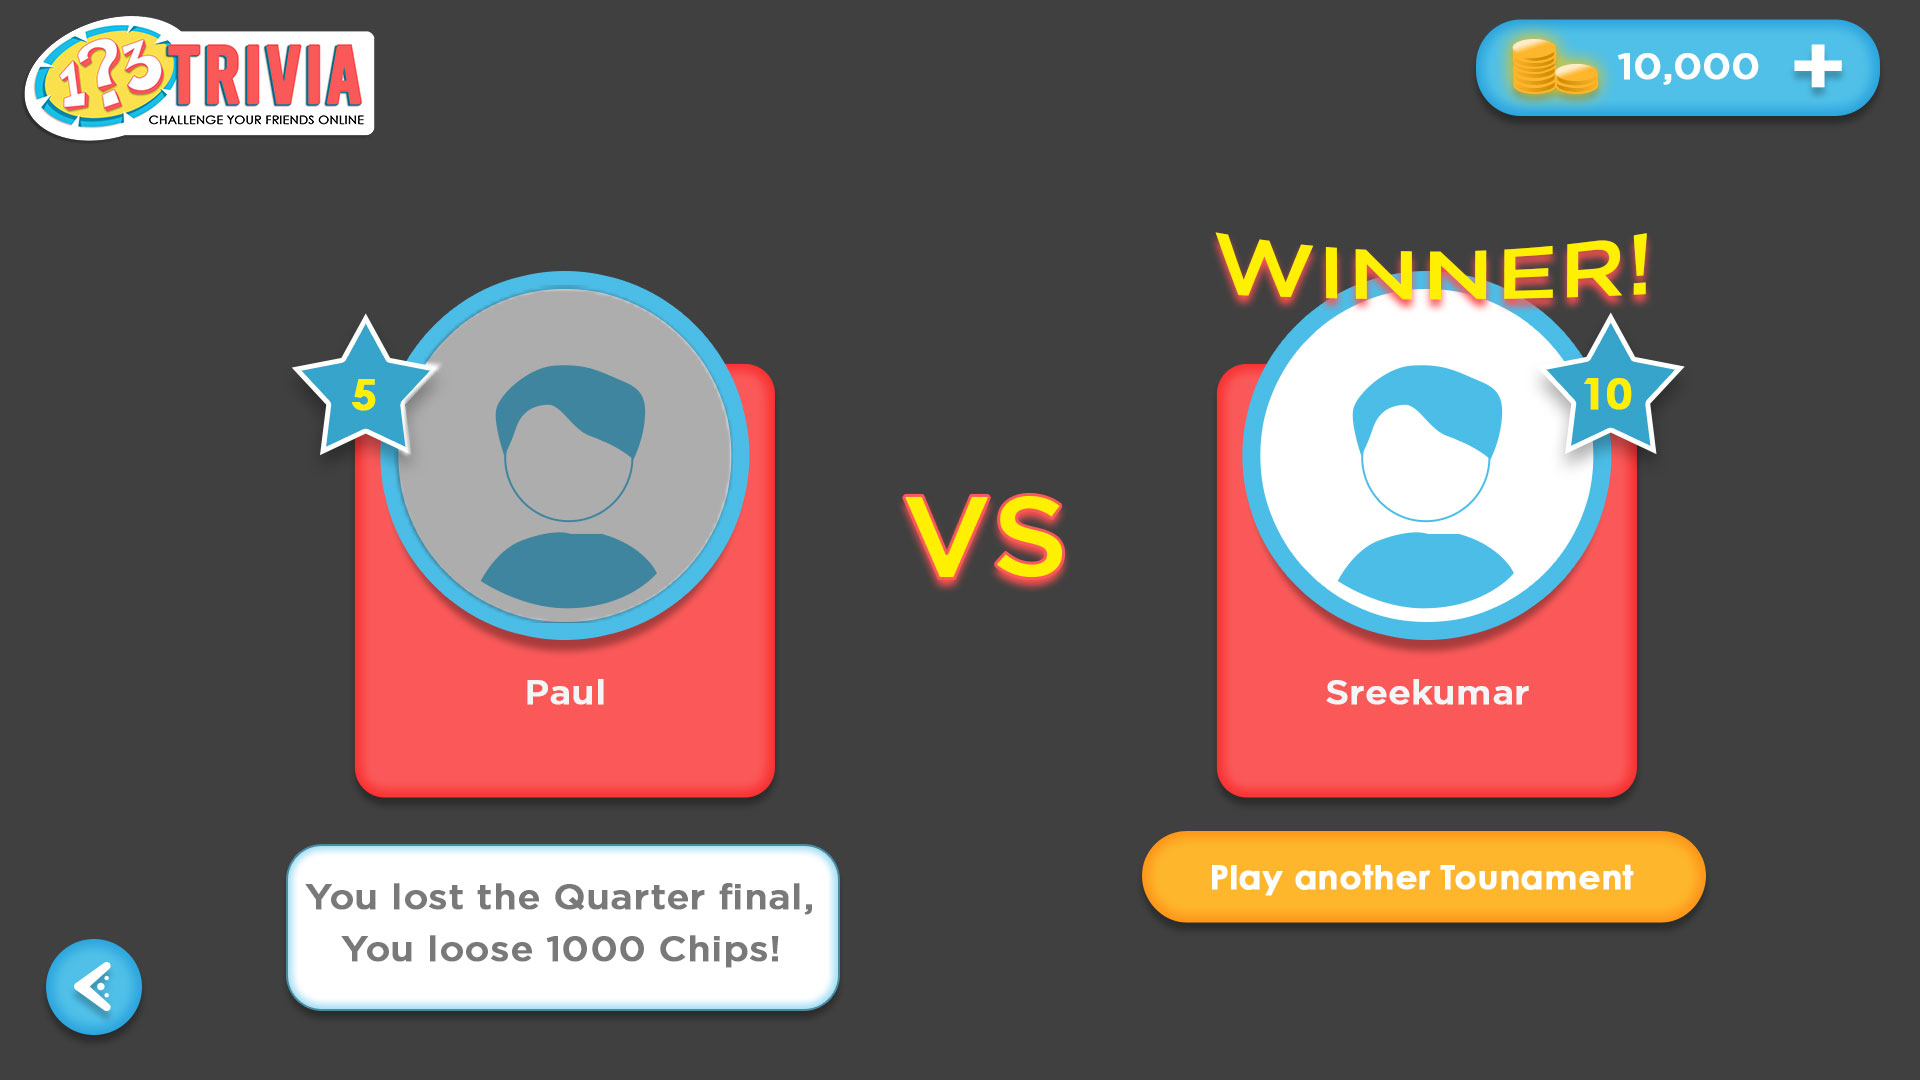 1?3 TRIVIA
CHALLENGE YOUR FRIENDS ONLINE
10,000
WINNER!
5
10
VS
Paul
Sreekumar
You lost the Quarter final,
You loose 1000 Chips!
Play another Tounament